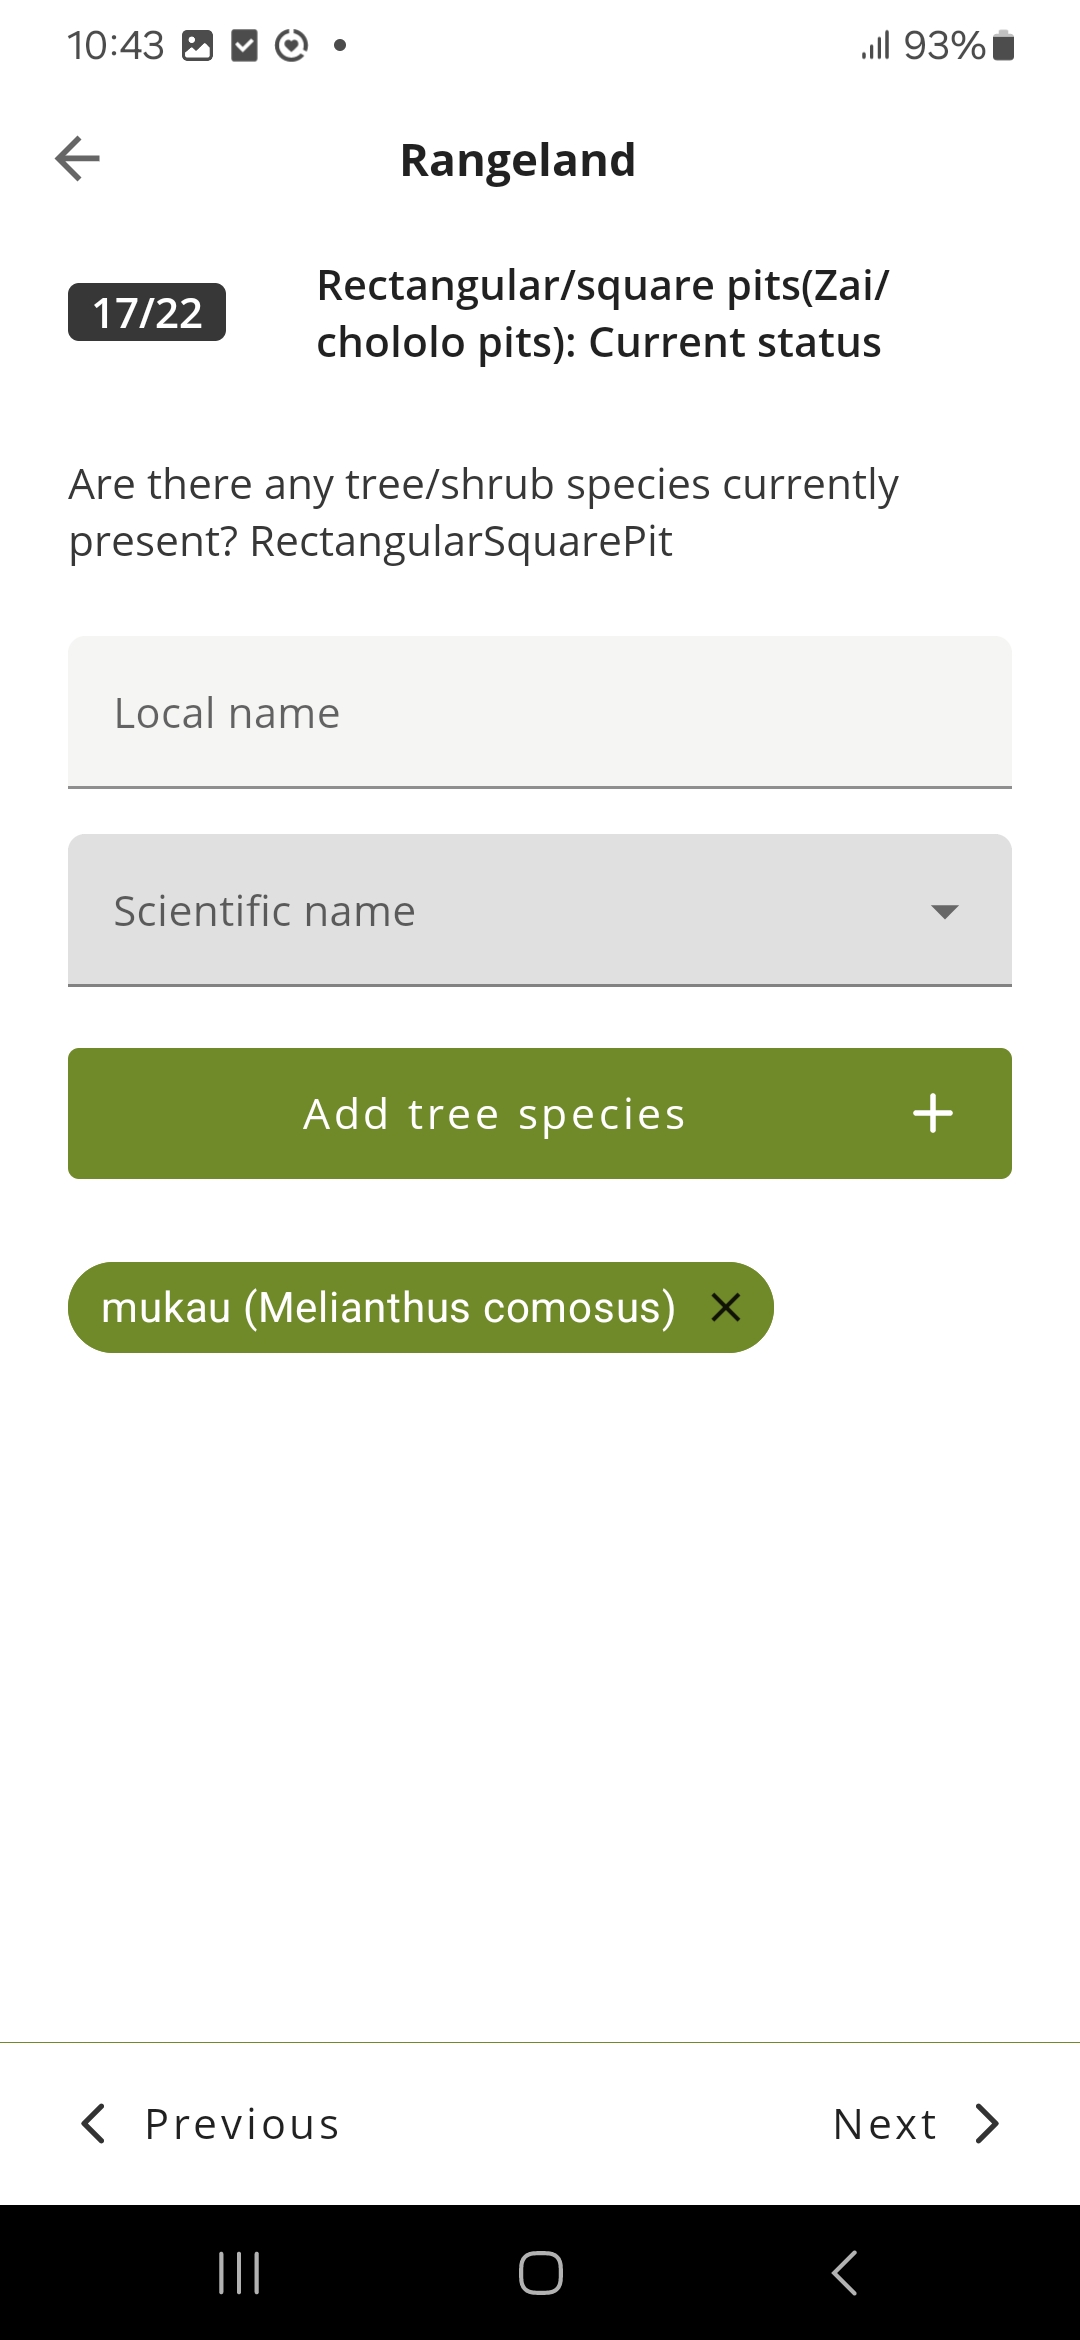 10:43
93%
Rangeland
17/22
Rectangular/square pits(Zai/
chololo pits): Current status
Are there any tree/shrub species currently
present? RectangularSquarePit
Local name
Scientific name
Add tree species
mukau (Melianthus comosus)
Previous
Next